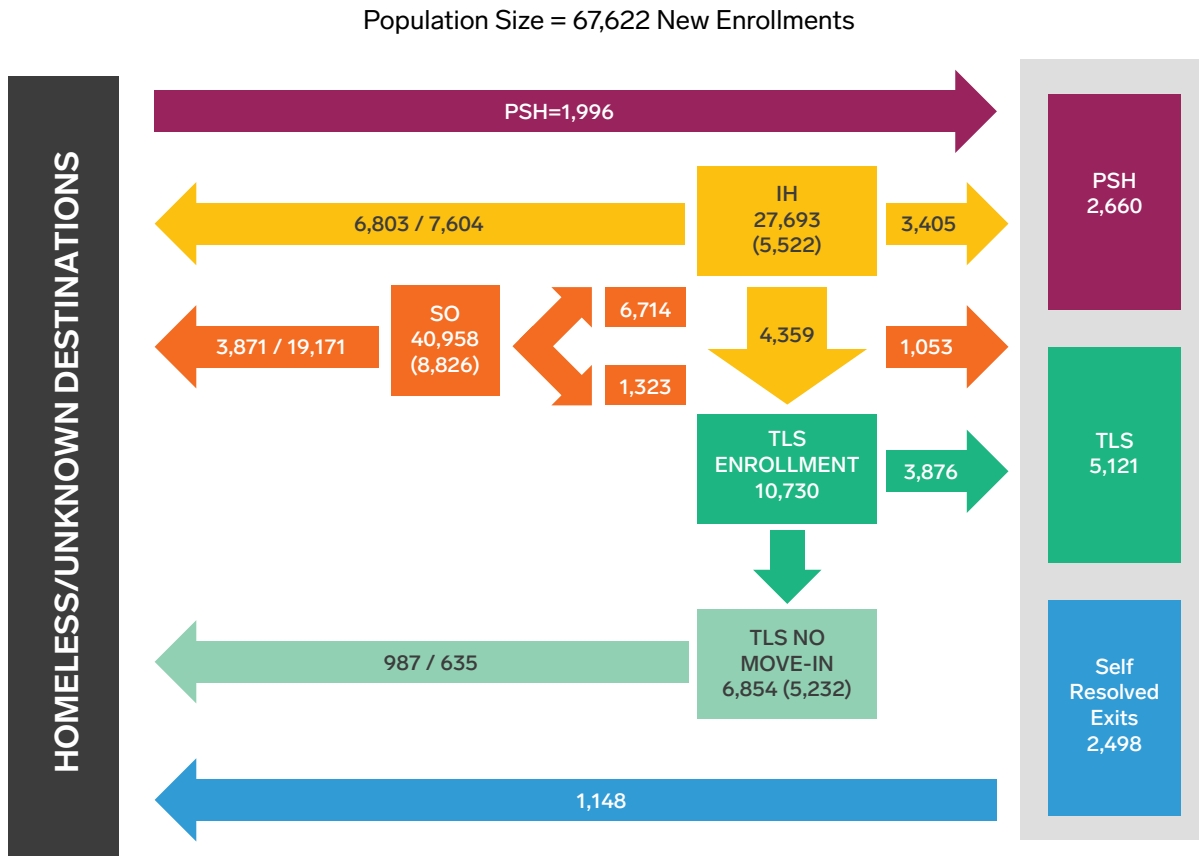 Population Size = 67,622 New Enrollments
HOMELESS/UNKNOWN DESTINATIONS
PSH=1,996
PSH
2,660
6,803 / 7,604
IH
27,693
(5,522)
3,405
3,871 / 19,171
SO
40,958
(8,826)
6,714
1,323
4,359
1,053
TLS
ENROLLMENT
10,730
3,876
TLS
5,121
987 / 635
TLS NO
MOVE-IN
6,854 (5,232)
Self
Resolved
Exits
2,498
1,148